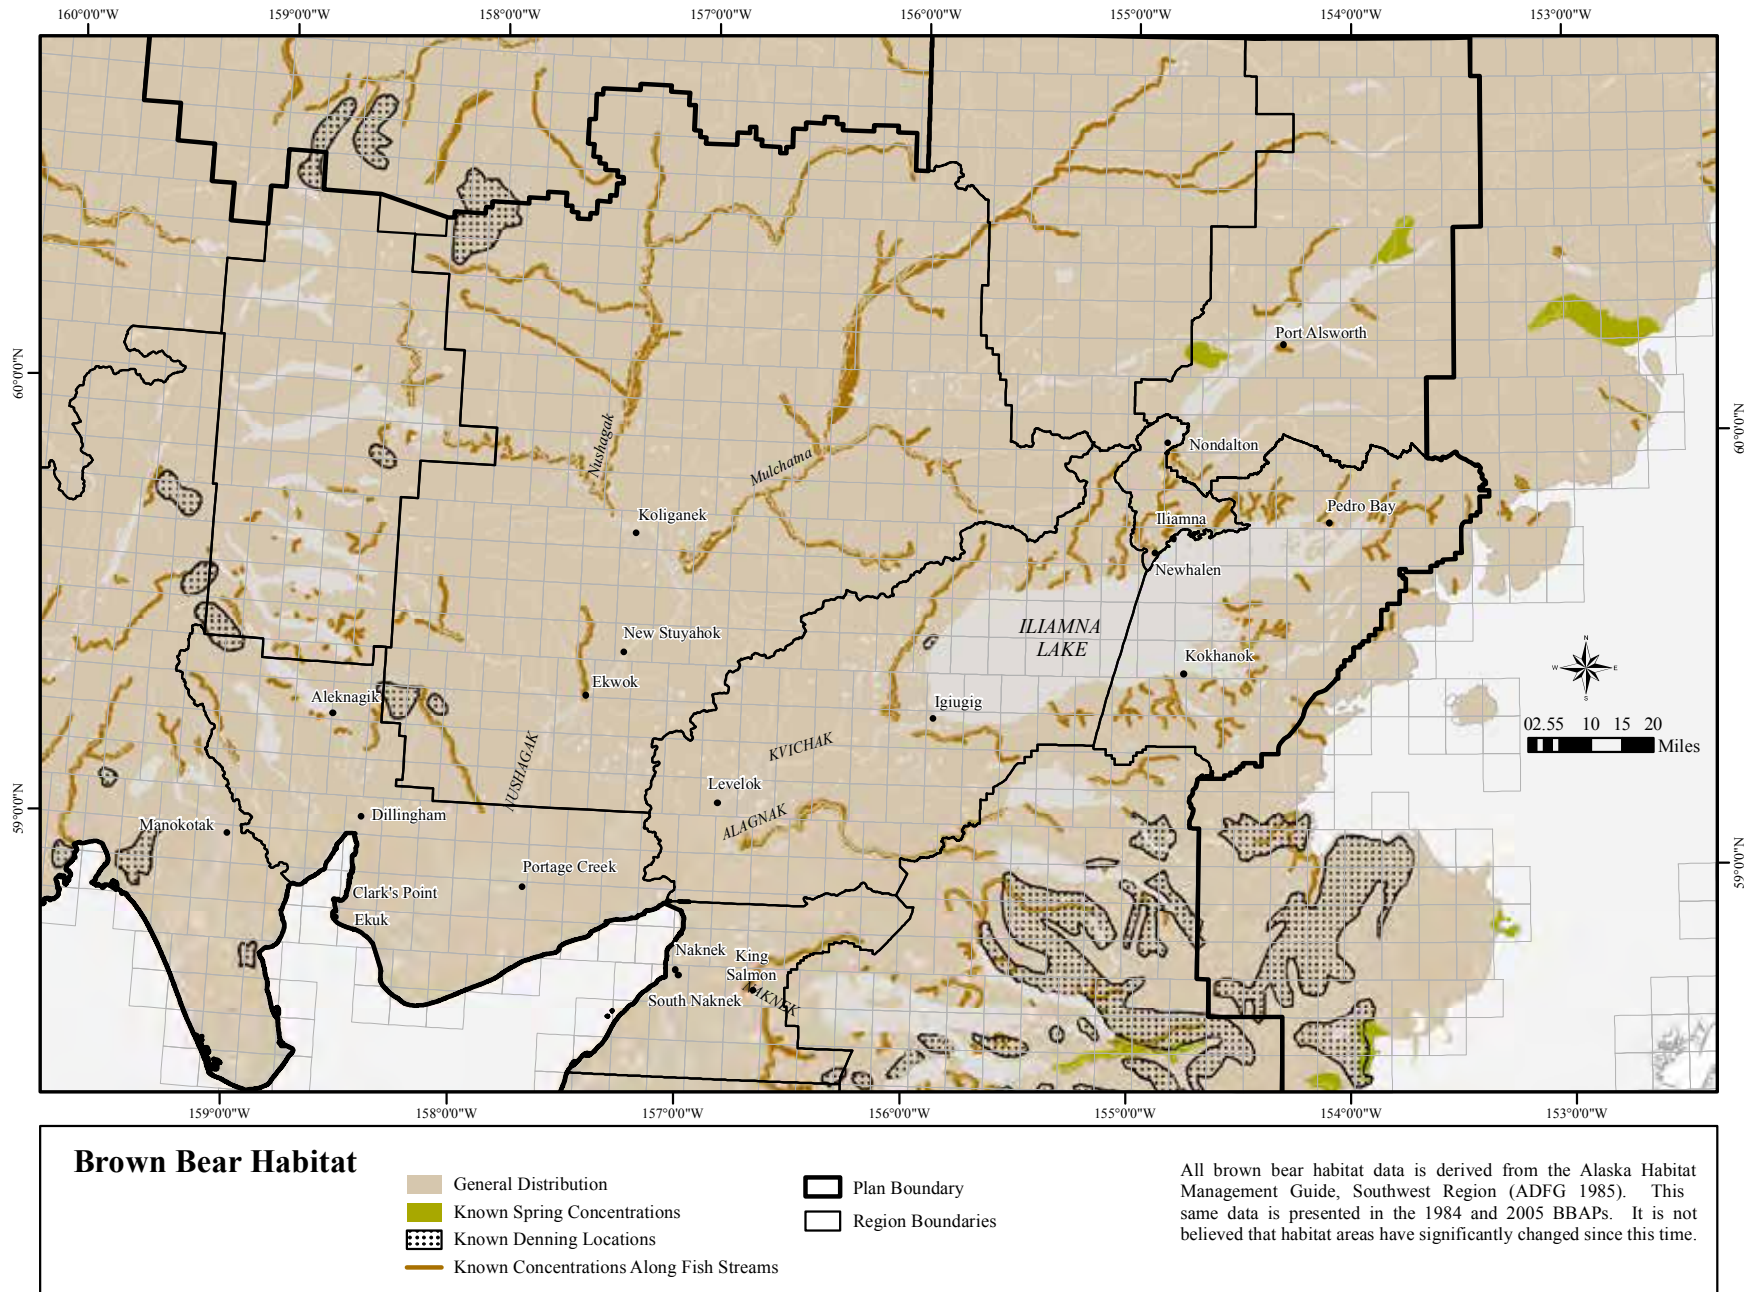 160°0'0"W
159°0'0"W
158°0'0"W
157°0'0"W
156°0'0"W
155°0'0"W
154°0'0"W
153°0'0"W
60°0'0"N
60°0'0"N
59°0'0"N
59°0'0"N
Port Alsworth
Nondalton
Nushagak
Mulchatna
Koliganek
Iliamna
Pedro Bay
Newhalen
New Stuyahok
ILIAMNA
LAKE
Kokhanok
Ekwok
Aleknagik
Igiugig
N
W
E
S
02.55 10 15 20
Miles
NUSHAGAK
KVICHAK
Levelok
ALAGNAK
Dillingham
Manokotak
Portage Creek
Clark's Point
Ekuk
Naknek
King
Salmon
NAKNEK
South Naknek
159°0'0"W
158°0'0"W
157°0'0"W
156°0'0"W
155°0'0"W
154°0'0"W
153°0'0"W
Brown Bear Habitat
General Distribution
Known Spring Concentrations
Known Denning Locations
Known Concentrations Along Fish Streams
Plan Boundary
Region Boundaries
All brown bear habitat data is derived from the Alaska Habitat
Management Guide, Southwest Region (ADFG 1985). This
same data is presented in the 1984 and 2005 BBAPs. It is not
believed that habitat areas have significantly changed since this time.